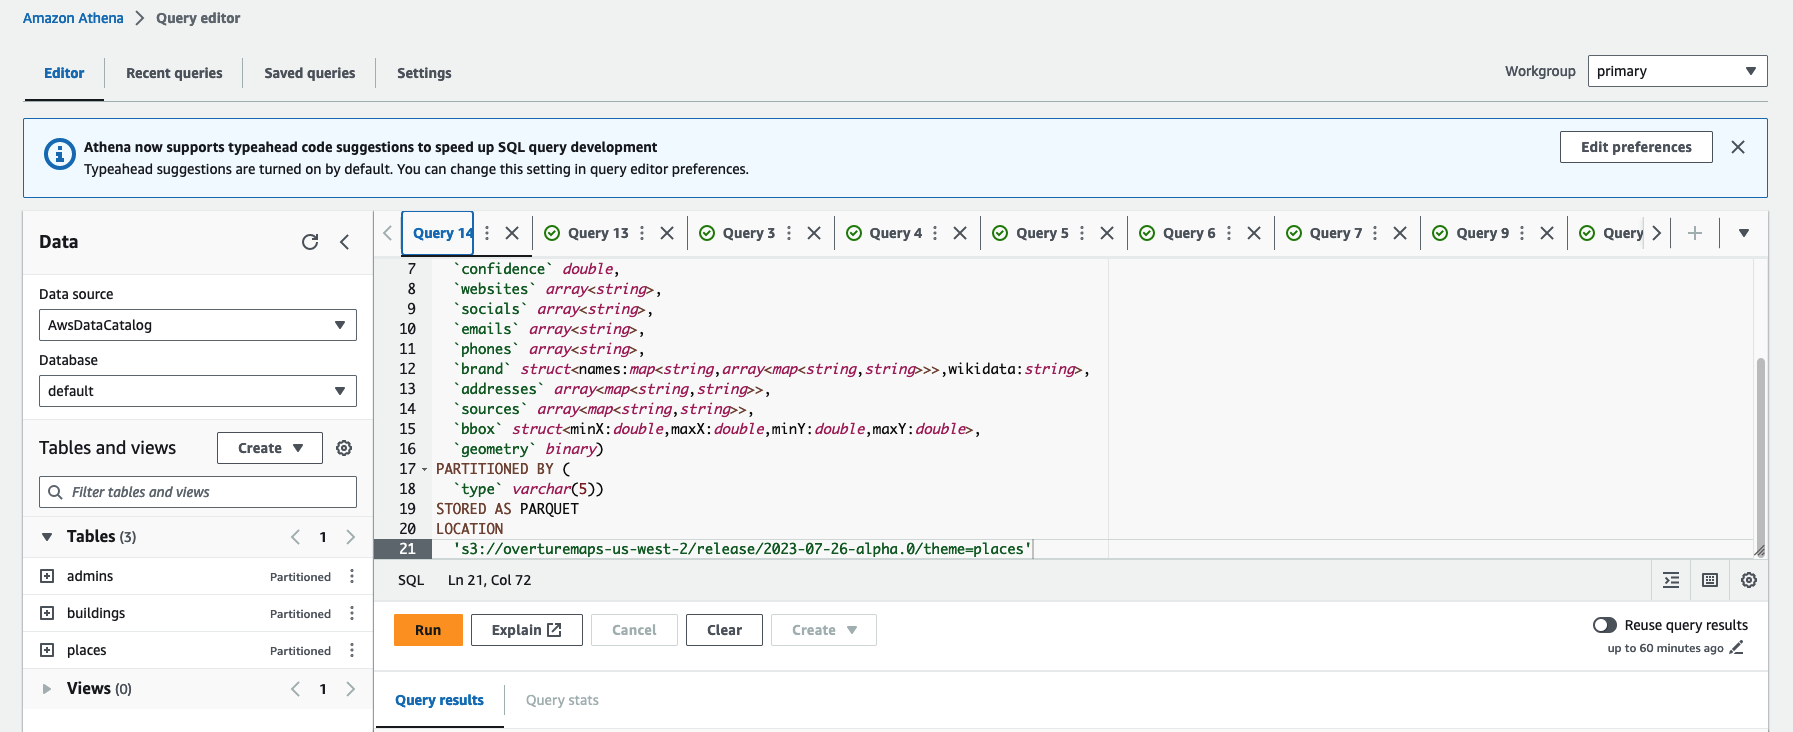 Amazon Athena > Query editor
Editor Recent queries Saved queries Settings
Workgroup primary
Athena now supports typeahead code suggestions to speed up SQL query development
Typeahead suggestions are turned on by default. You can change this setting in query editor preferences.
Edit preferences
Data
Data source
AwsDataCatalog
Database
default
Tables and views
Create
Filter tables and views
Tables (3)
1
admins Partitioned
buildings Partitioned
places Partitioned
Views (0)
1
Query 14 Query 13 Query 3 Query 4 Query 5 Query 6 Query 7 Query 9 Query
7 `confidence` double,
8 `websites` array<string>,
9 `socials` array<string>,
10 `emails` array<string>,
11 `phones` array<string>,
12 `brand` struct<names:map<string,array<map<string,string>>>,wikidata:string>,
13 `addresses` array<map<string,string>>,
14 `sources` array<map<string,string>>,
15 `bbox` struct<minX:double,maxX:double,minY:double,maxY:double>,
16 `geometry` binary)
17 PARTITIONED BY (
18 `type` varchar(5))
19 STORED AS PARQUET
20 LOCATION
21 's3://overturemaps-us-west-2/release/2023-07-26-alpha.0/theme=places'
SQL Ln 21, Col 72
Run Explain Cancel Clear Create
Reuse query results
up to 60 minutes ago
Query results Query stats